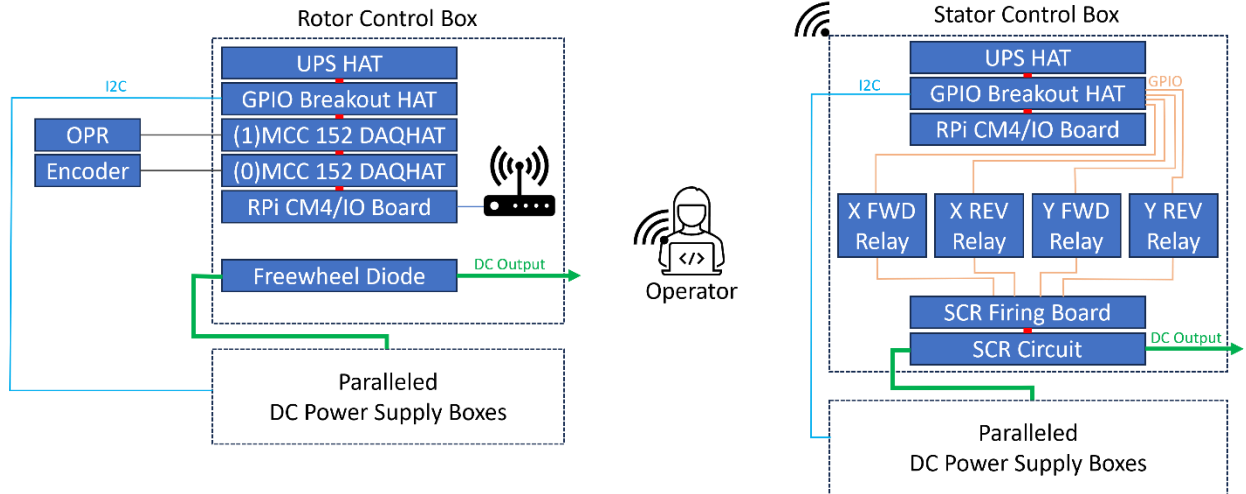 Rotor Control Box
UPS HAT
I2C
GPIO Breakout HAT
OPR
(1)MCC 152 DAQHAT
Encoder
(0)MCC 152 DAQHAT
RPi CM4/IO Board
Freewheel Diode
DC Output
Paralleled
DC Power Supply Boxes
</>
Operator
Stator Control Box
UPS HAT
I2C
GPIO
GPIO Breakout HAT
RPi CM4/IO Board
X FWD
Relay
X REV
Relay
Y FWD
Relay
Y REV
Relay
SCR Firing Board
SCR Circuit
DC Output
Paralleled
DC Power Supply Boxes